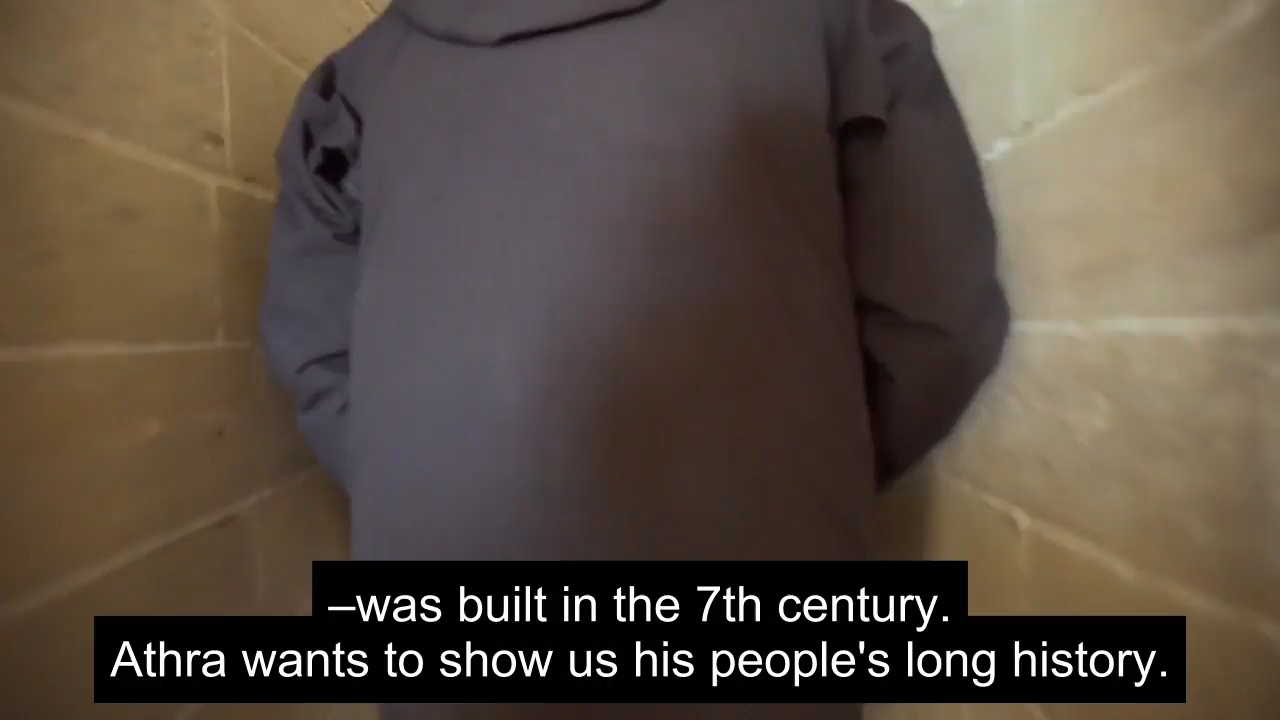 –was built in the 7th century.
Athra wants to show us his people's long history.